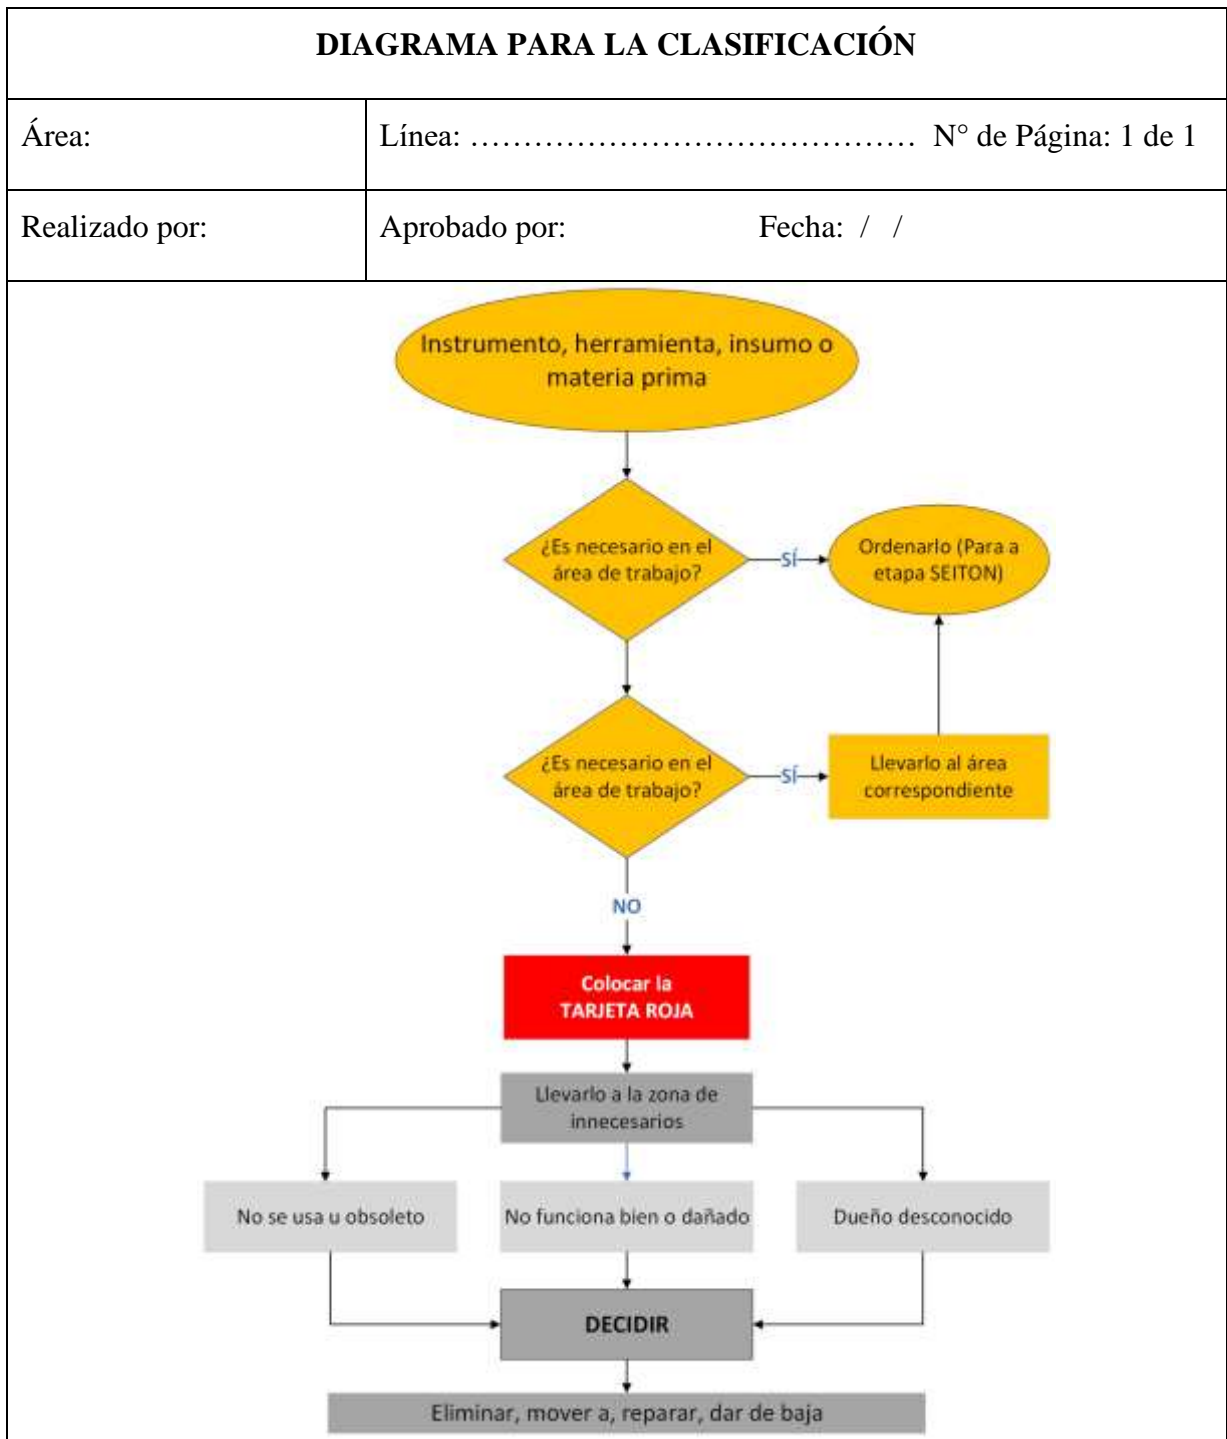 DIAGRAMA PARA LA CLASIFICACIÓN
Área:
Línea: …………………………………… N° de Página: 1 de 1
Realizado por:
Aprobado por: Fecha: / /
Instrumento, herramienta, insumo o
materia prima
¿Es necesario en el
área de trabajo?
SÍ
Ordenarlo (Para a
etapa SEITON)
¿Es necesario en el
área de trabajo?
SÍ
Llevarlo al área
correspondiente
NO
Colocar la
TARJETA ROJA
Llevarlo a la zona de
innecesarios
No se usa u obsoleto
No funciona bien o dañado
Dueño desconocido
DECIDIR
Eliminar, mover a, reparar, dar de baja